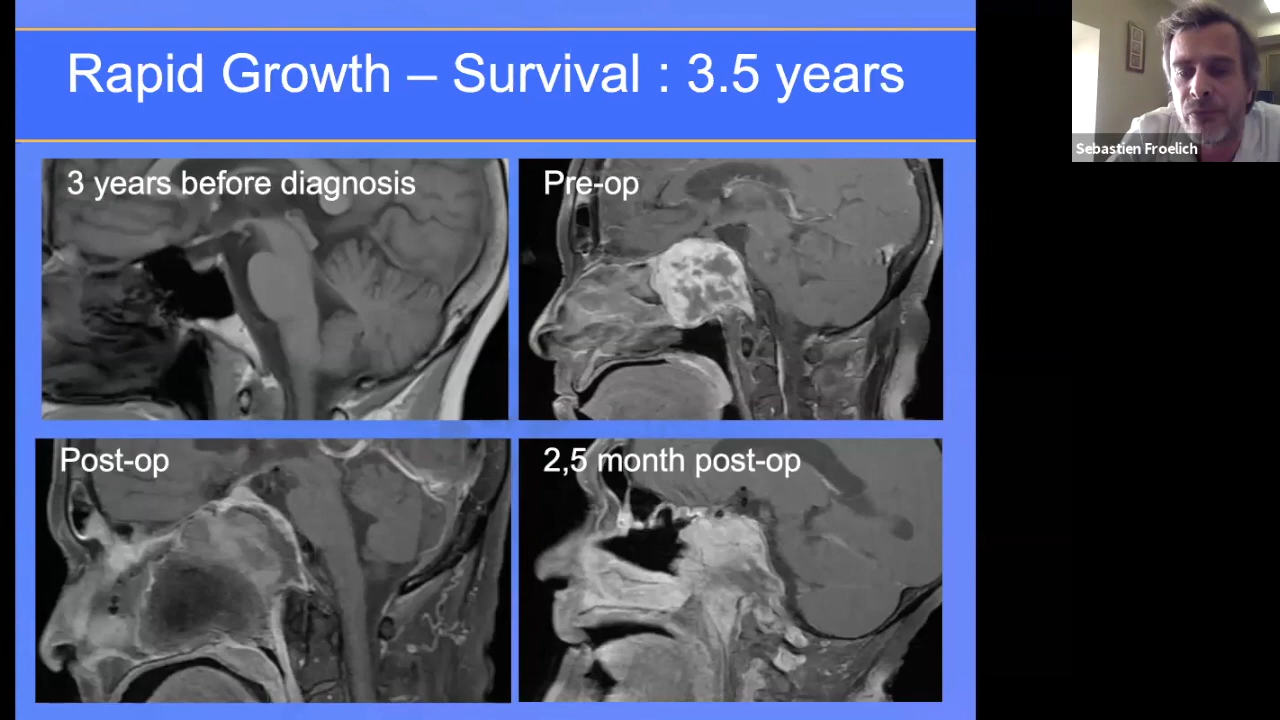 Rapid Growth – Survival : 3.5 years
Sebastien Froelich
3 years before diagnosis
Pre-op
Post-op
2,5 month post-op